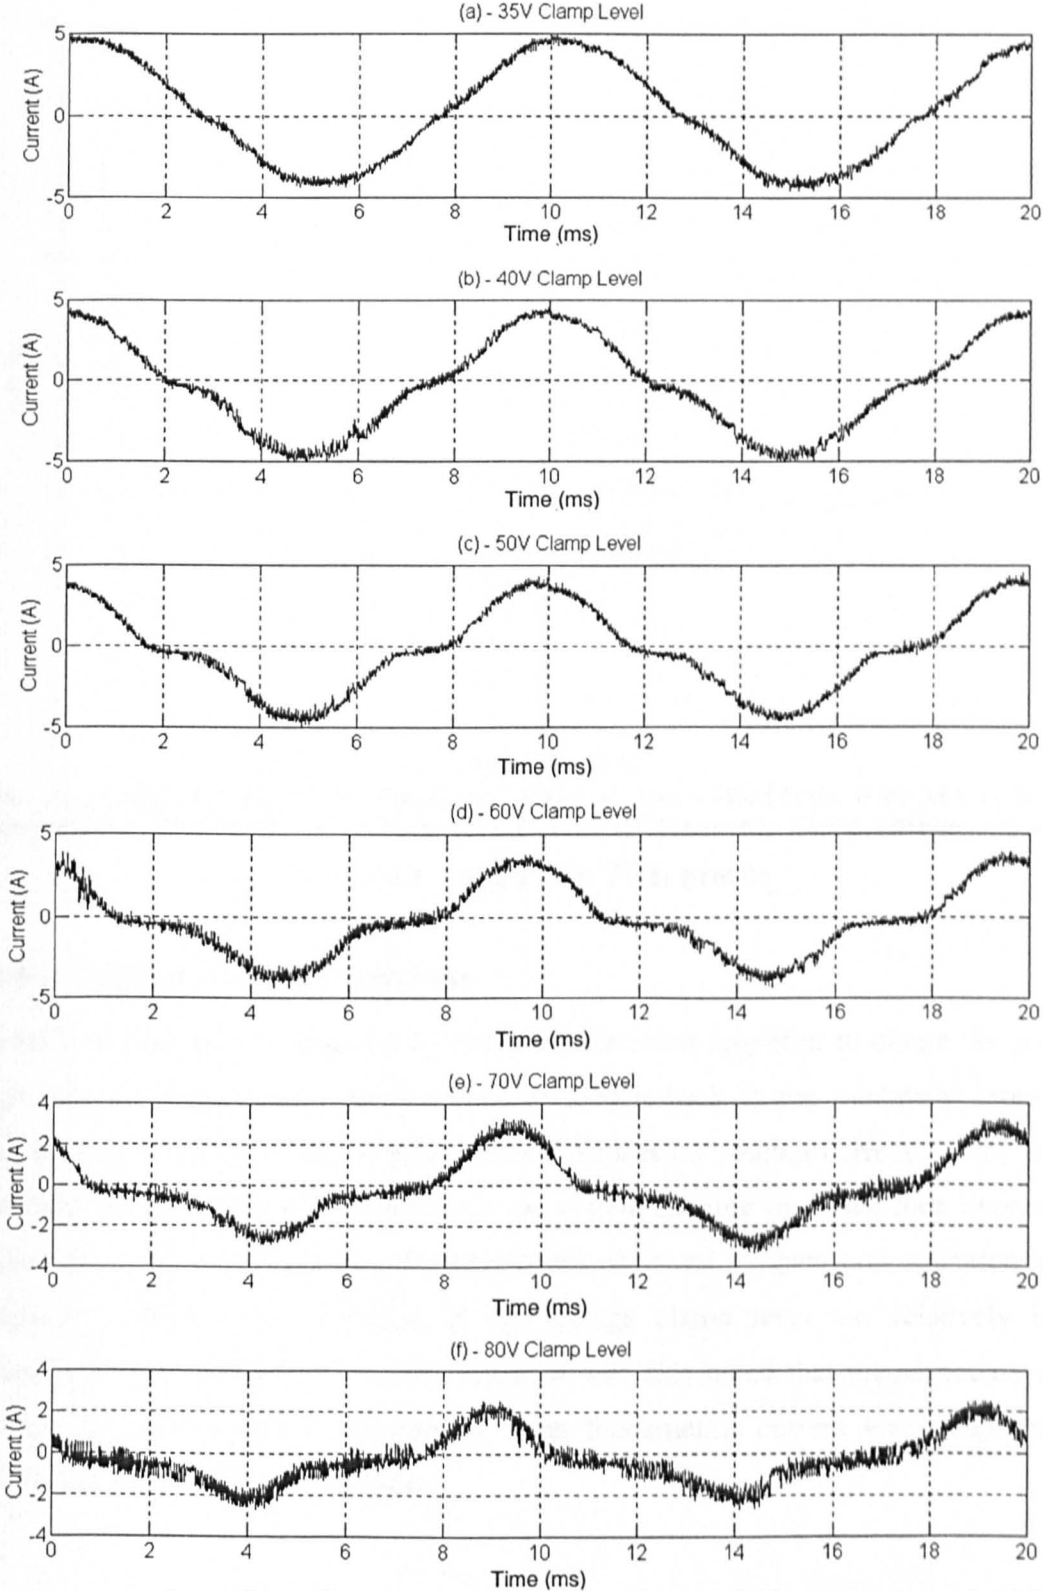 (a) - 35V Clamp Level
Current (A)
5
0
-5
0 2 4 6 8 10 12 14 16 18 20
Time (ms)
(b) - 40V Clamp Level
Current (A)
5
0
-5
0 2 4 6 8 10 12 14 16 18 20
Time (ms)
(c) - 50V Clamp Level
Current (A)
5
0
-5
0 2 4 6 8 10 12 14 16 18 20
Time (ms)
(d) - 60V Clamp Level
Current (A)
5
0
-5
0 2 4 6 8 10 12 14 16 18 20
Time (ms)
(e) - 70V Clamp Level
Current (A)
4
2
0
-2
-4
0 2 4 6 8 10 12 14 16 18 20
Time (ms)
(f) - 80V Clamp Level
Current (A)
4
2
0
-2
-4
0 2 4 6 8 10 12 14 16 18 20
Time (ms)